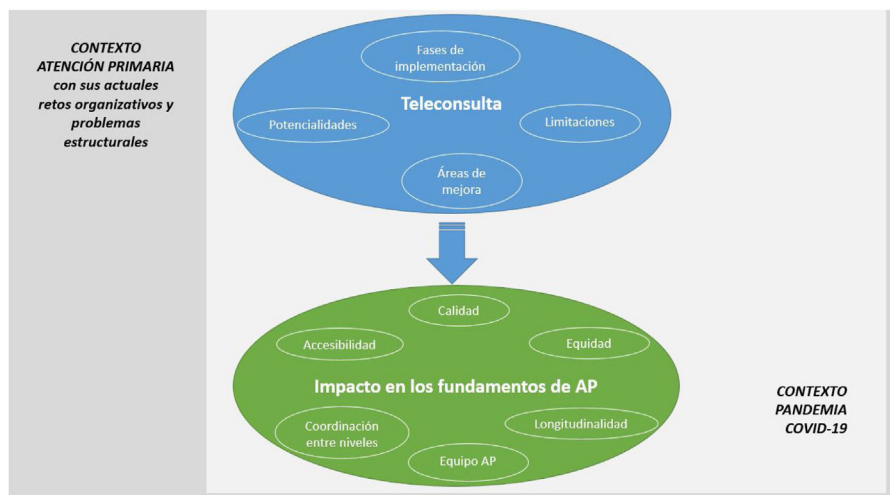 CONTEXTO
ATENCIÓN PRIMARIA
con sus actuales
retos organizativos y
problemas
estructurales
Fases de
implementación
Teleconsulta
Potencialidades
Limitaciones
Áreas de
mejora
Calidad
Accesibilidad
Equidad
Impacto en los fundamentos de AP
Coordinación
entre niveles
Longitudinalidad
Equipo AP
CONTEXTO
PANDEMIA
COVID-19